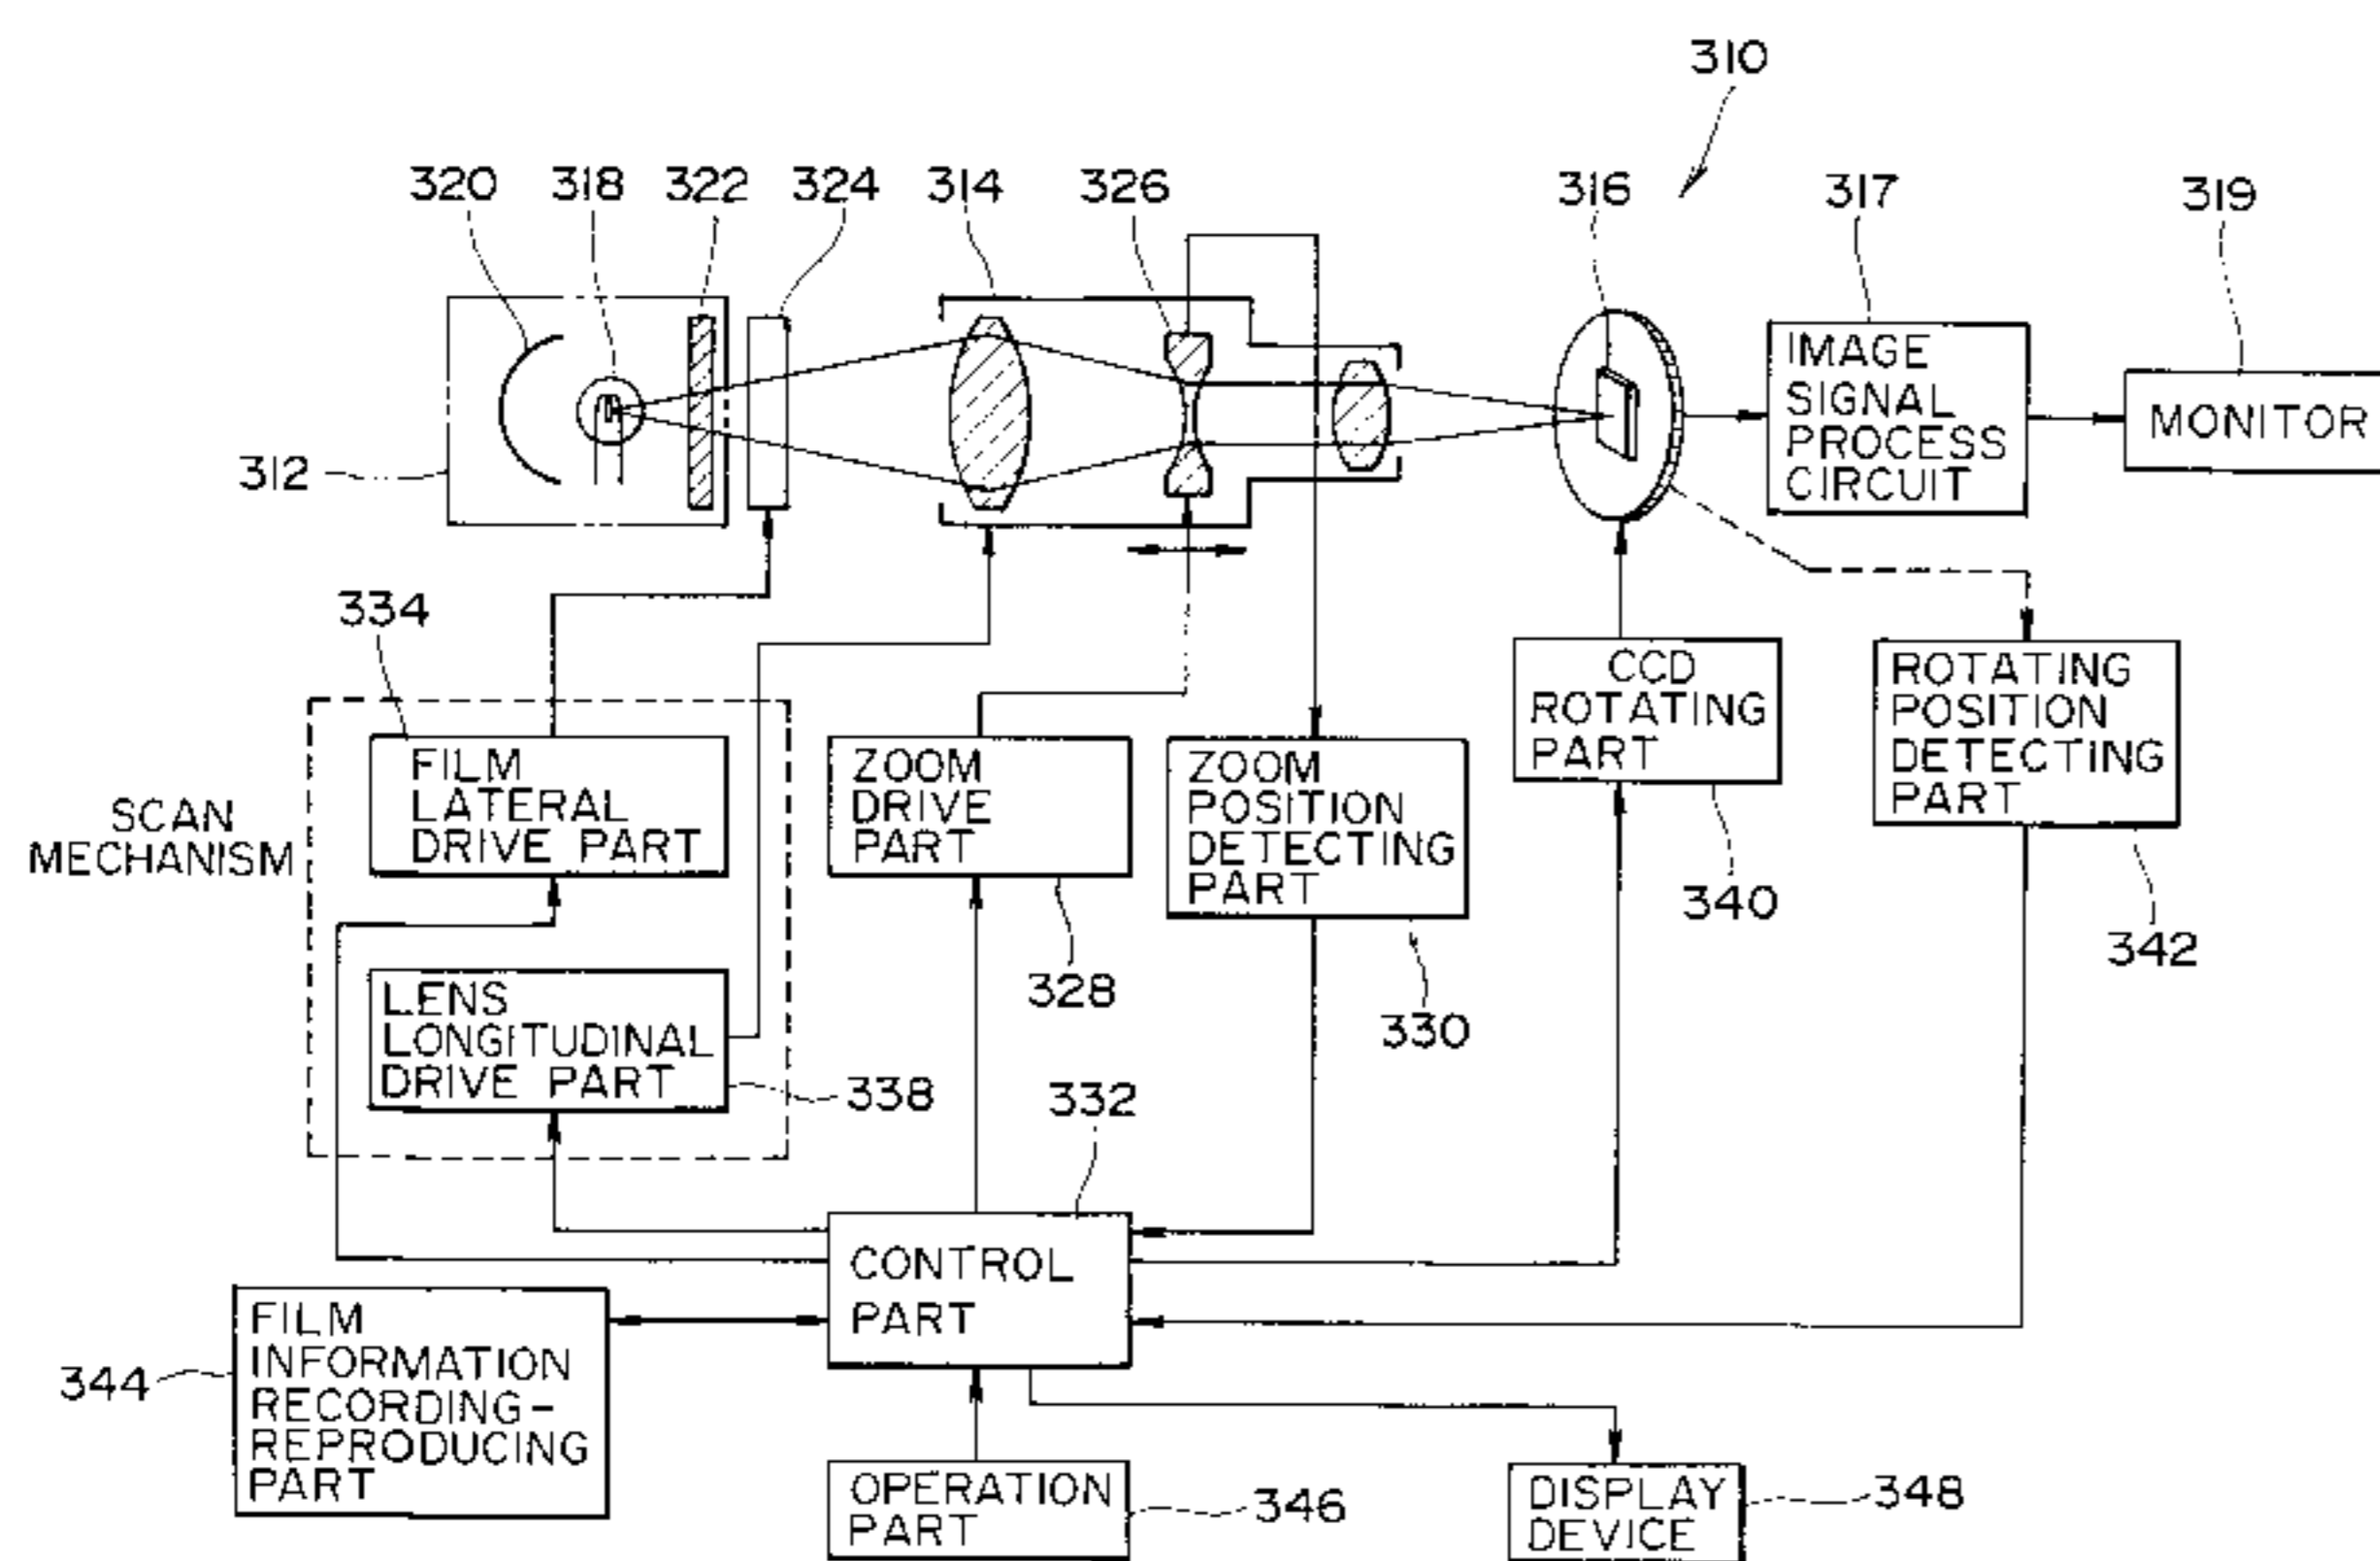 310
320 318 322 324 314 326 316 317 319
312
IMAGE
SIGNAL
PROCESS
CIRCUIT
MONITOR
334
SCAN
MECHANISM
FILM
LATERAL
DRIVE PART
ZOOM
DRIVE
PART
ZOOM
POSITION
DETECTING
PART
CCD
ROTATING
PART
ROTATING
POSITION
DETECTING
PART
340
342
328
330
LENS
LONGITUDINAL
DRIVE PART
338
332
CONTROL
PART
344
FILM
INFORMATION
RECORDING-
REPRODUCING
PART
OPERATION
PART
346
DISPLAY
DEVICE
348